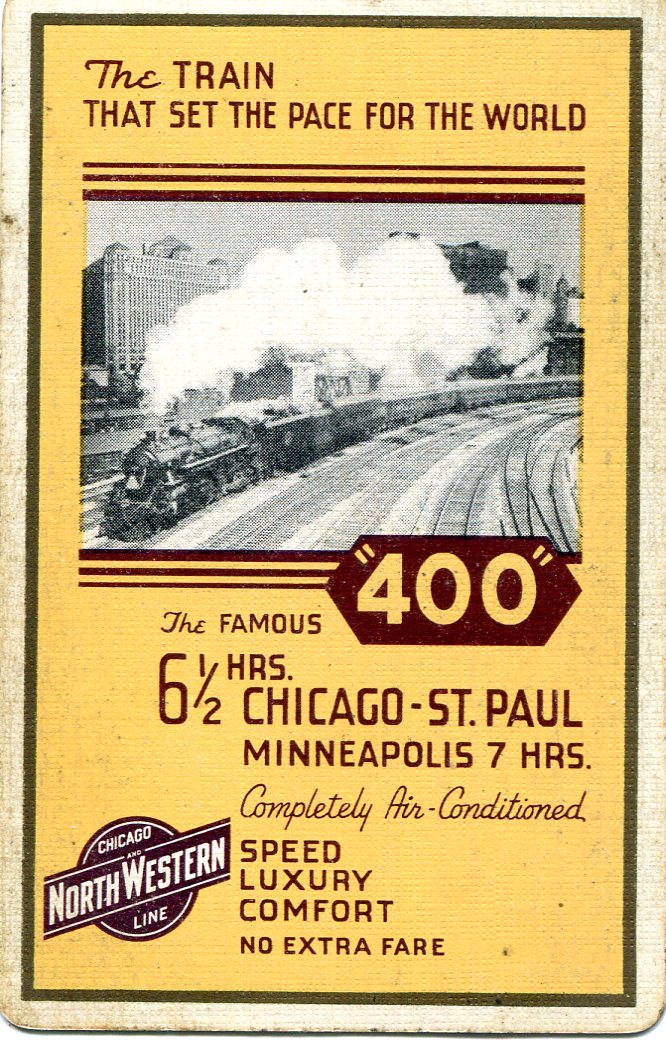 The TRAIN
THAT SET THE PACE FOR THE WORLD
The FAMOUS "400"
6½ HRS.
CHICAGO-ST. PAUL
MINNEAPOLIS 7 HRS.
Completely Air-Conditioned
SPEED
LUXURY
COMFORT
NO EXTRA FARE
CHICAGO
AND
NORTH WESTERN
LINE